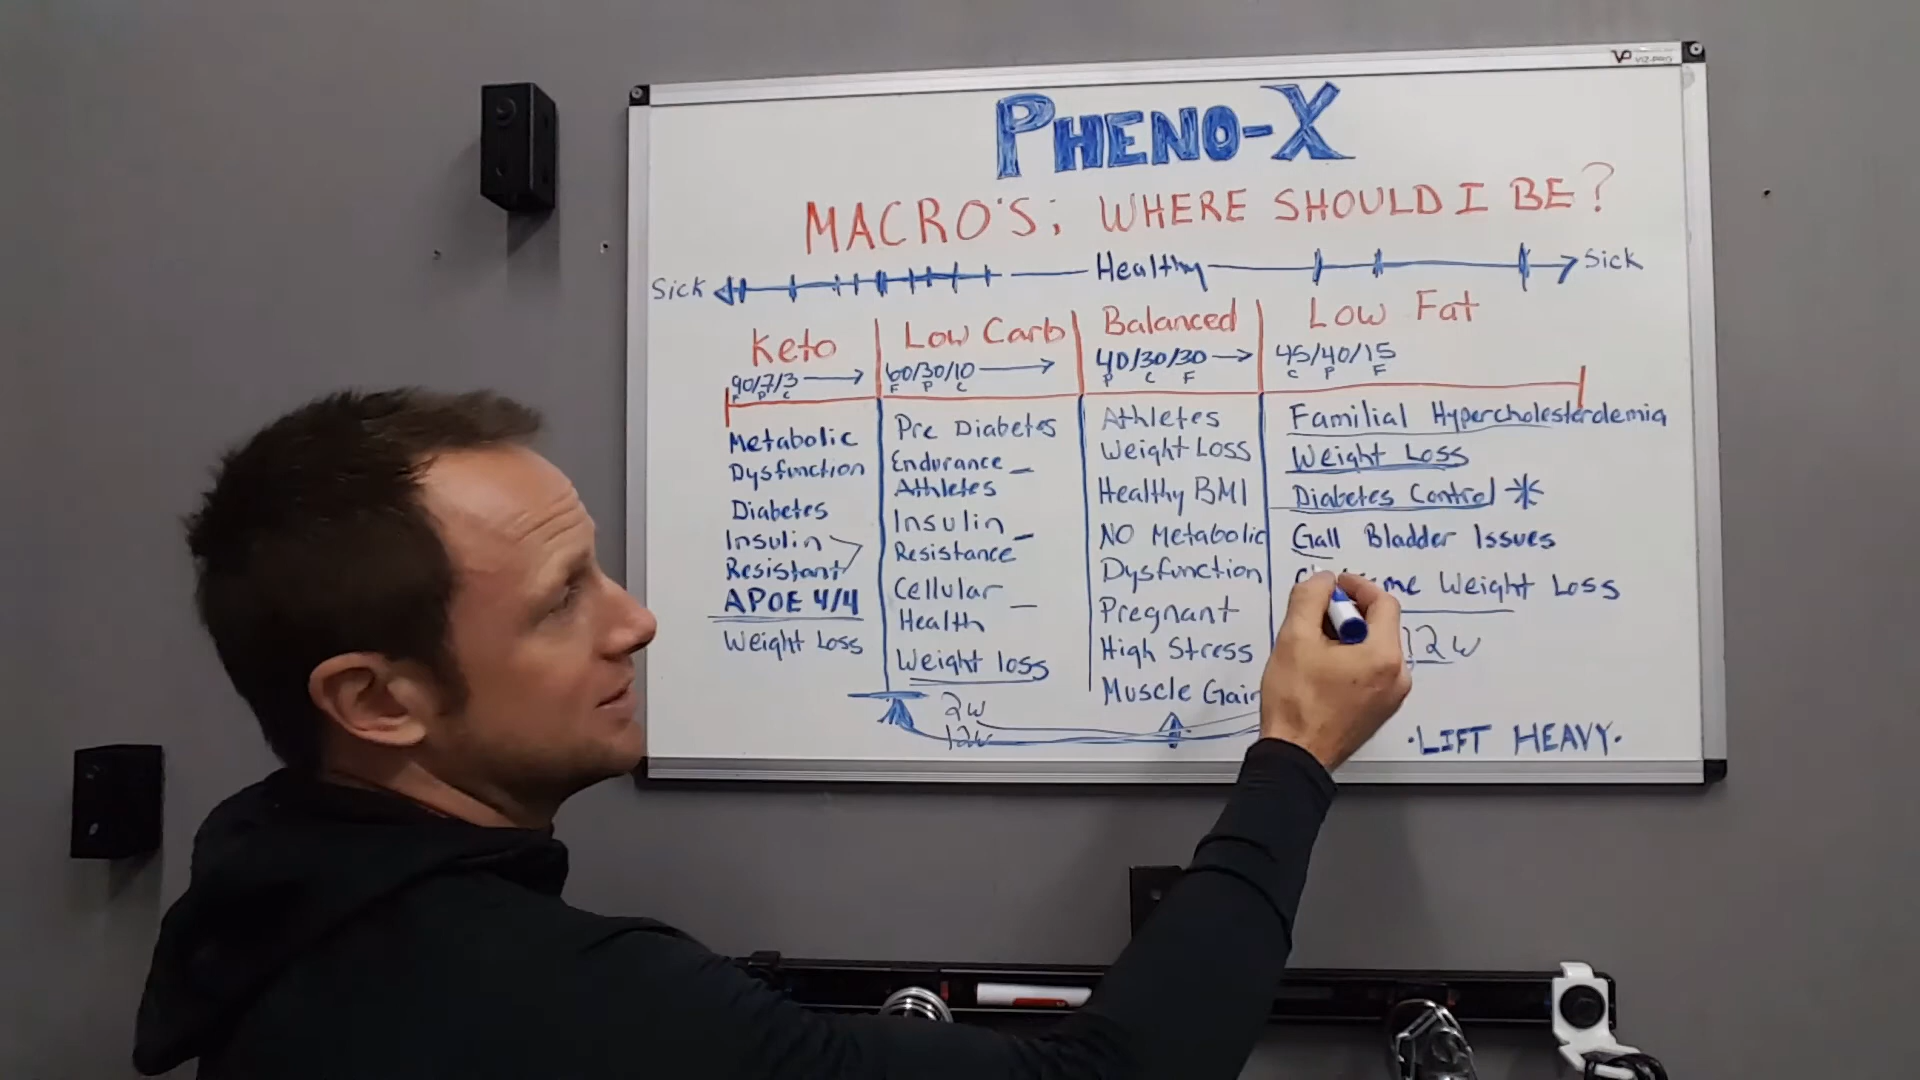 VIZ-PRO
PHENO-X
MACRO'S: WHERE SHOULD I BE?
Sick Healthy Sick
Keto
90/7/3
F P C
Metabolic
Dysfunction
Diabetes
Insulin
Resistant
APOE 4/4
Weight Loss
Low Carb
60/30/10
F P C
Pre Diabetes
Endurance
Athletes
Insulin
Resistance
Cellular
Health
Weight loss
2w
12w
Balanced
40/30/30
P C F
Athletes
Weight Loss
Healthy BMI
NO Metabolic
Dysfunction
Pregnant
High Stress
Muscle Gain
Low Fat
45/40/15
C P F
Familial Hypercholesterolemia
Weight Loss
Diabetes Control *
Gall Bladder Issues
Weight Loss
12w
·LIFT HEAVY·